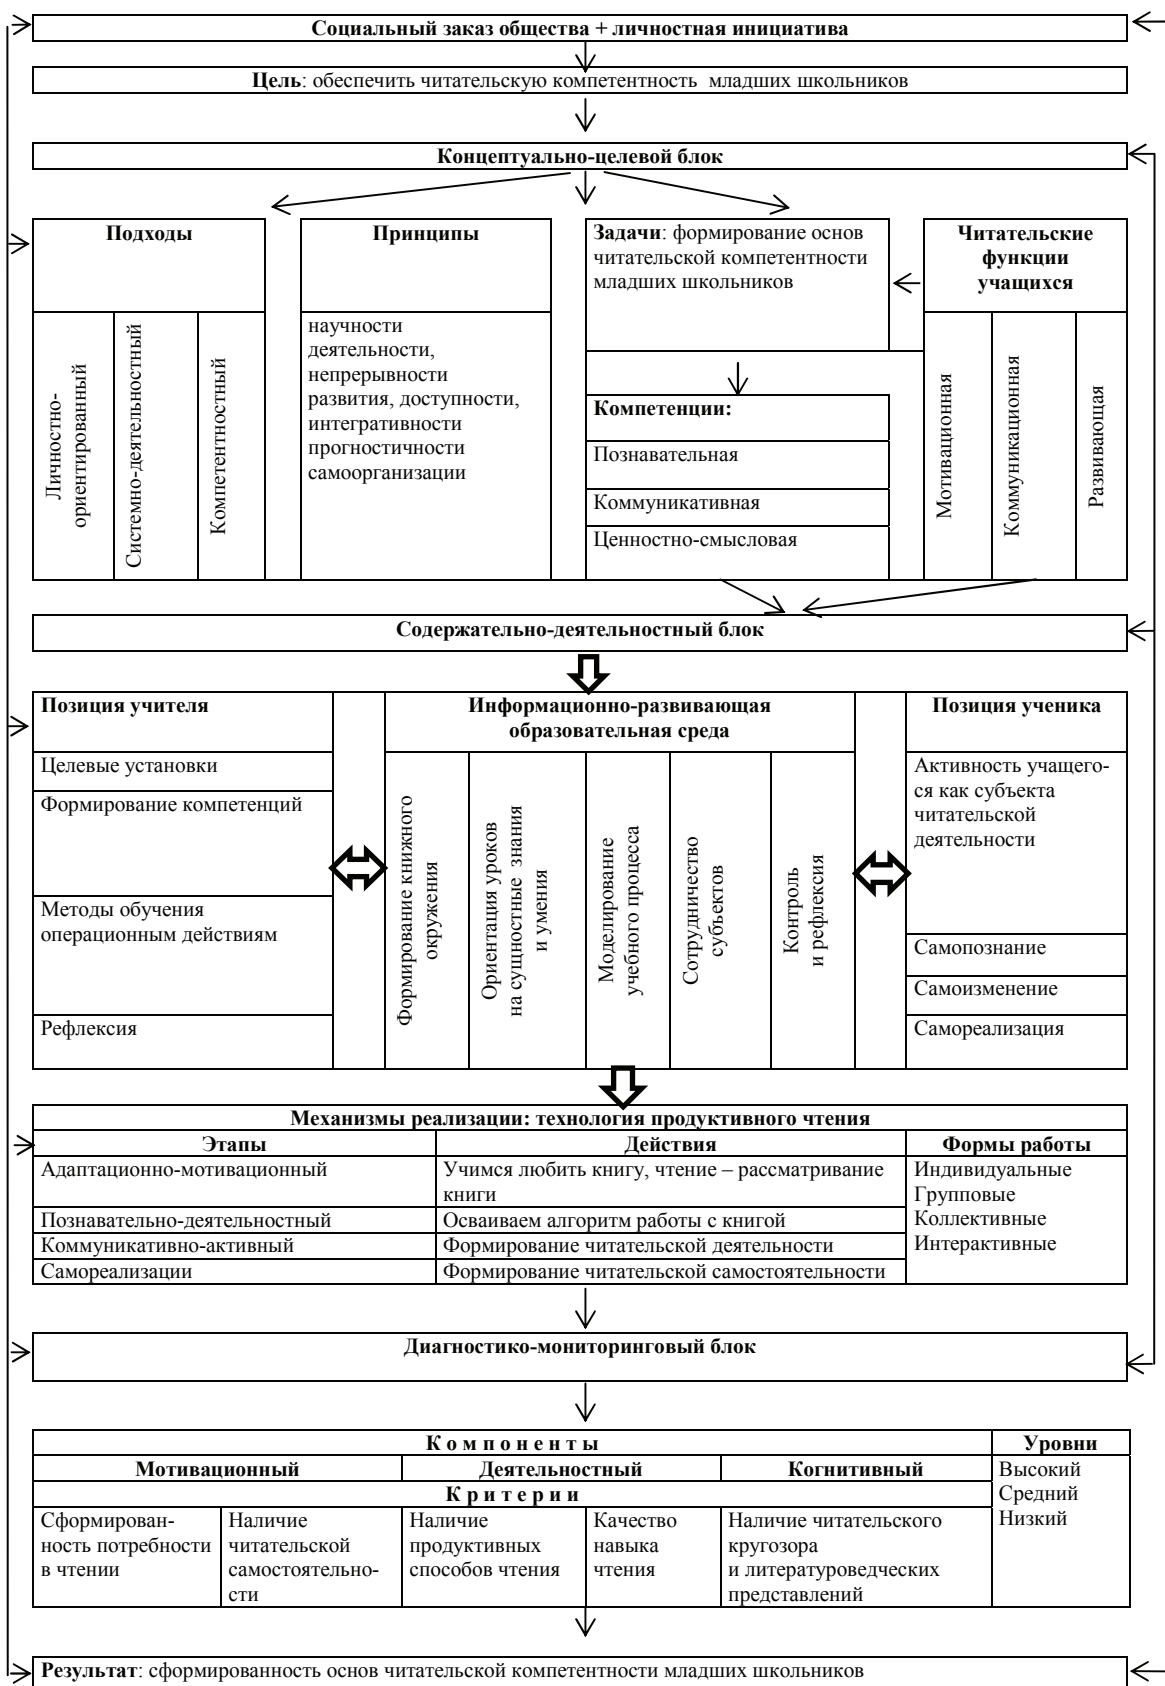 Социальный заказ общества + личностная инициатива
Цель: обеспечить читательскую компетентность младших школьников
Концептуально-целевой блок
Подходы
Личностно-
ориентированный
Системно-деятельностный
Компетентностный
Принципы
научности
деятельности,
непрерывности
развития, доступности,
интегративности
прогностичности
самоорганизации
Задачи: формирование основ
читательской компетентности
младших школьников
Компетенции:
Познавательная
Коммуникативная
Ценностно-смысловая
Читательские
функции
учащихся
Мотивационная
Коммуникационная
Развивающая
Содержательно-деятельностный блок
Позиция учителя
Целевые установки
Формирование компетенций
Методы обучения
операционным действиям
Рефлексия
Информационно-развивающая
образовательная среда
Формирование книжного
окружения
Ориентация уроков
на сущностные знания
и умения
Моделирование
учебного процесса
Сотрудничество
субъектов
Контроль
и рефлексия
Позиция ученика
Активность учащего-
ся как субъекта
читательской
деятельности
Самопознание
Самоизменение
Самореализация
Механизмы реализации: технология продуктивного чтения
Этапы
Действия
Формы работы
Адаптационно-мотивационный
Учимся любить книгу, чтение – рассматривание
книги
Познавательно-деятельностный
Осваиваем алгоритм работы с книгой
Коммуникативно-активный
Формирование читательской деятельности
Самореализации
Формирование читательской самостоятельности
Индивидуальные
Групповые
Коллективные
Интерактивные
Диагностико-мониторинговый блок
К о м п о н е н т ы
Уровни
Мотивационный
Деятельностный
Когнитивный
К р и т е р и и
Сформирован-
ность потребности
в чтении
Наличие
читательской
самостоятельно-
сти
Наличие
продуктивных
способов чтения
Качество
навыка
чтения
Наличие читательского
кругозора
и литературоведческих
представлений
Высокий
Средний
Низкий
Результат: сформированность основ читательской компетентности младших школьников